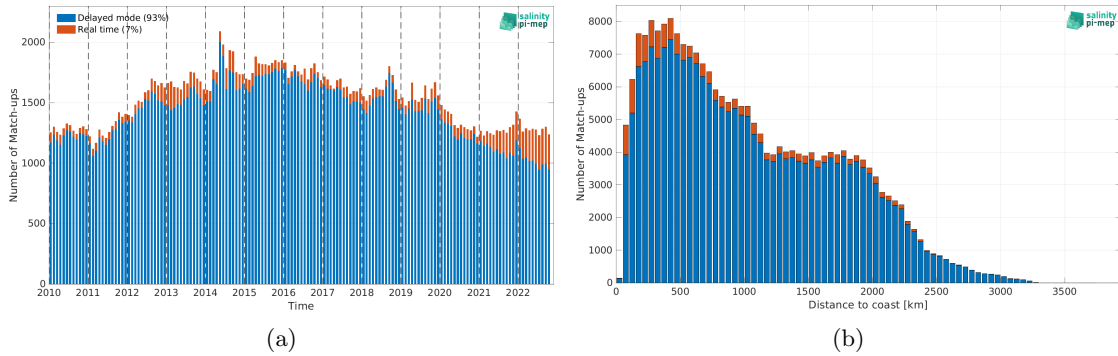 Delayed mode (93%)
Real time (7%)
salinity
pi-mep
Number of Match-ups
2000
1500
1000
500
0
2010 2011 2012 2013 2014 2015 2016 2017 2018 2019 2020 2021 2022
Time
(a)
salinity
pi-mep
Number of Match-ups
8000
7000
6000
5000
4000
3000
2000
1000
0
0 500 1000 1500 2000 2500 3000 3500
Distance to coast [km]
(b)